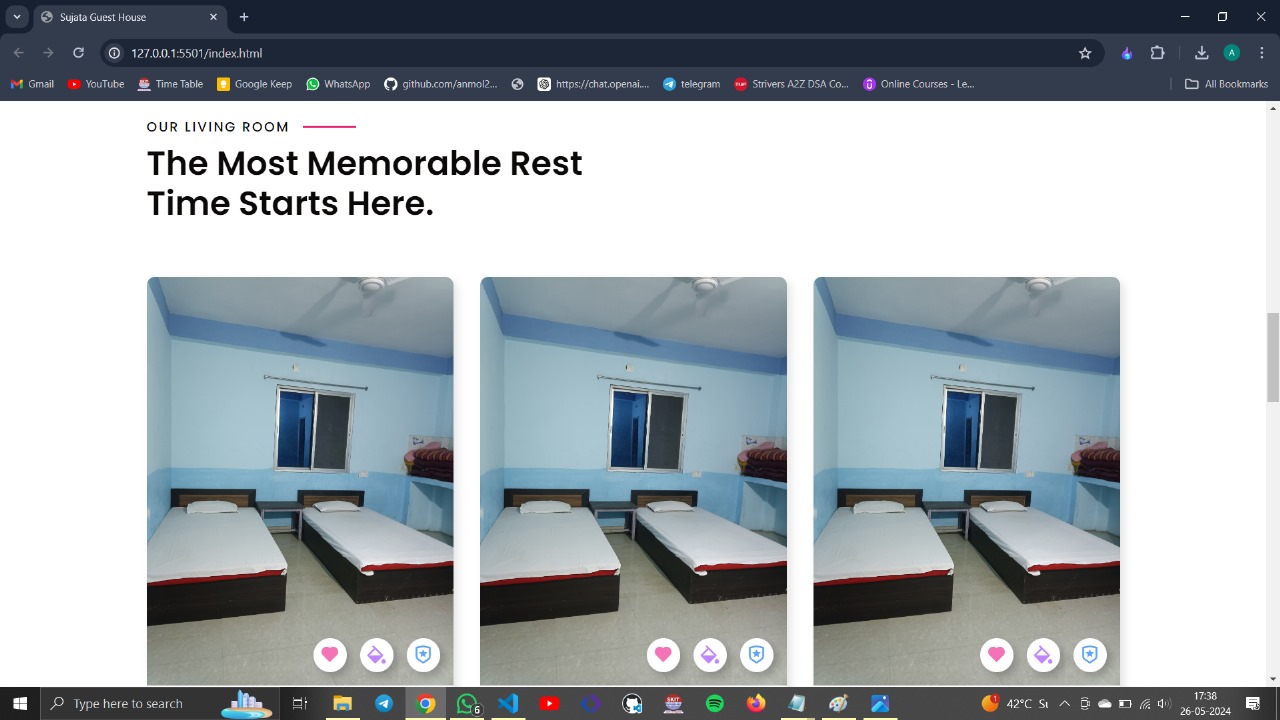 Sujata Guest House
127.0.0.1:5501/index.html
A
Gmail
YouTube
Time Table
Google Keep
WhatsApp
github.com/anmol2...
https://chat.openai....
telegram
Strivers A2Z DSA Co...
Online Courses - Le...
All Bookmarks
OUR LIVING ROOM
The Most Memorable Rest
Time Starts Here.
Type here to search
6
1
42°C
17:38
26-05-2024